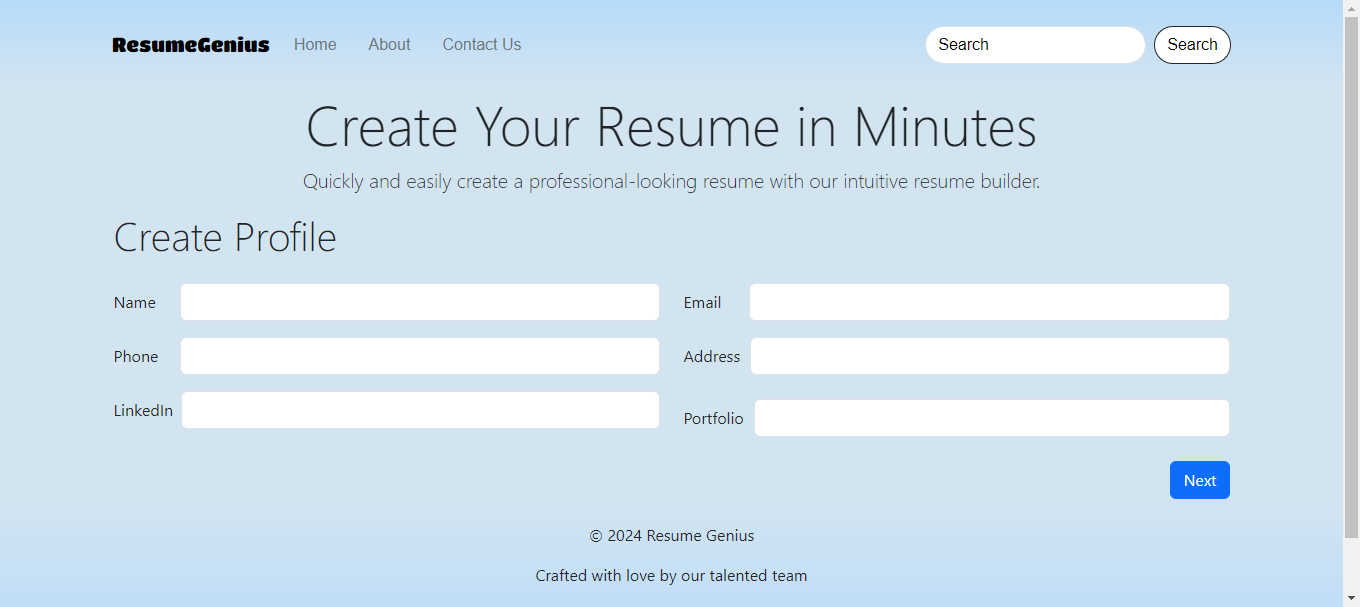 ResumeGenius Home About Contact Us Search Search
Create Your Resume in Minutes
Quickly and easily create a professional-looking resume with our intuitive resume builder.
Create Profile
Name Email
Phone Address
LinkedIn Portfolio
Next
© 2024 Resume Genius
Crafted with love by our talented team